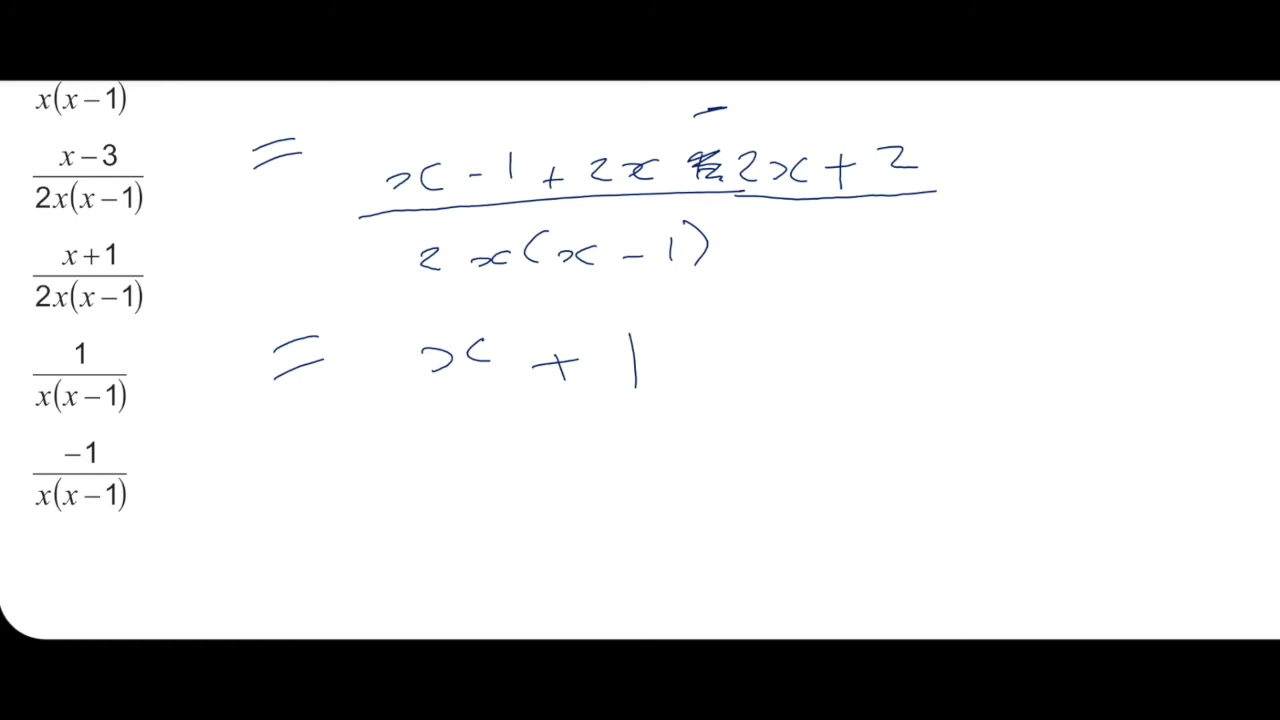 x(x – 1)
x – 3
2x(x – 1)
x + 1
2x(x – 1)
1
x(x – 1)
–1
x(x – 1)
= x - 1 + 2x - 2x + 2
2x(x - 1)
= x + 1